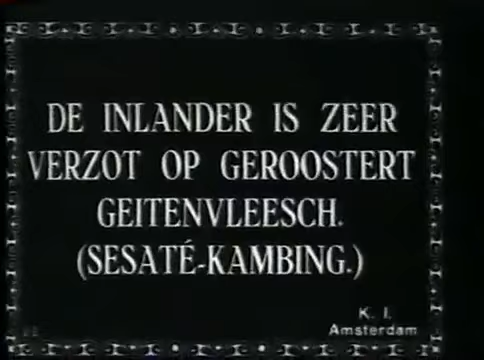 DE INLANDER IS ZEER
VERZOT OP GEROOSTERT
GEITENVLEESCH.
(SESATÉ-KAMBING.)
K. I.
Amsterdam